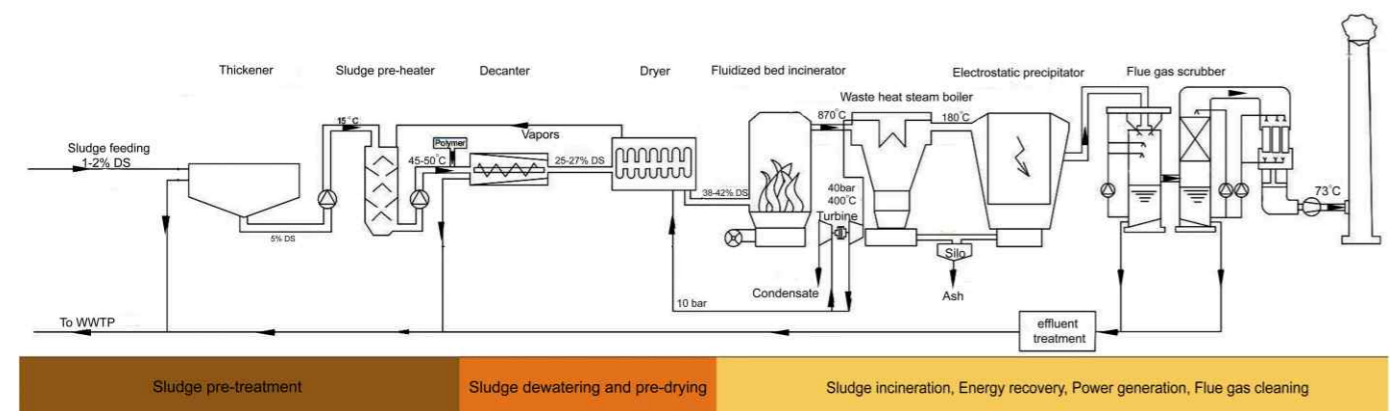 Thickener
Sludge pre-heater
Decanter
Dryer
Fluidized bed incinerator
Waste heat steam boiler
Electrostatic precipitator
Flue gas scrubber
Sludge feeding
1-2% DS
5% DS
15°C
45-50°C
Polymer
Vapors
25-27% DS
38-42% DS
870°C
180°C
40bar
400°C
Turbine
Condensate
10 bar
Silo
Ash
73°C
effluent
treatment
To WWTP
Sludge pre-treatment
Sludge dewatering and pre-drying
Sludge incineration, Energy recovery, Power generation, Flue gas cleaning